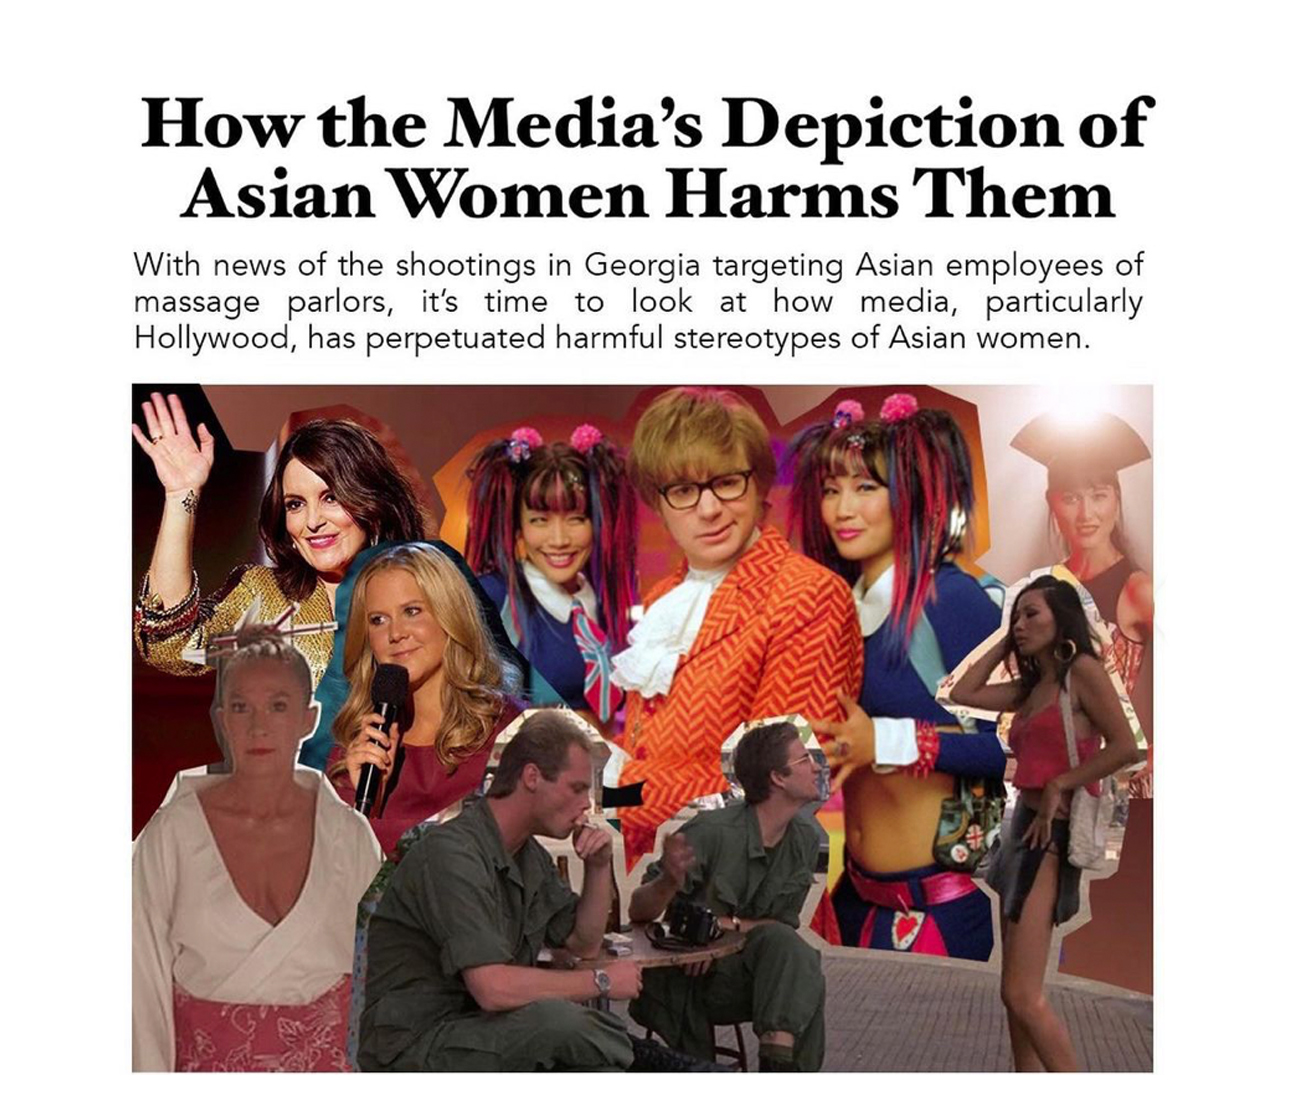 How the Media’s Depiction of
Asian Women Harms Them
With news of the shootings in Georgia targeting Asian employees of
massage parlors, it’s time to look at how media, particularly
Hollywood, has perpetuated harmful stereotypes of Asian women.